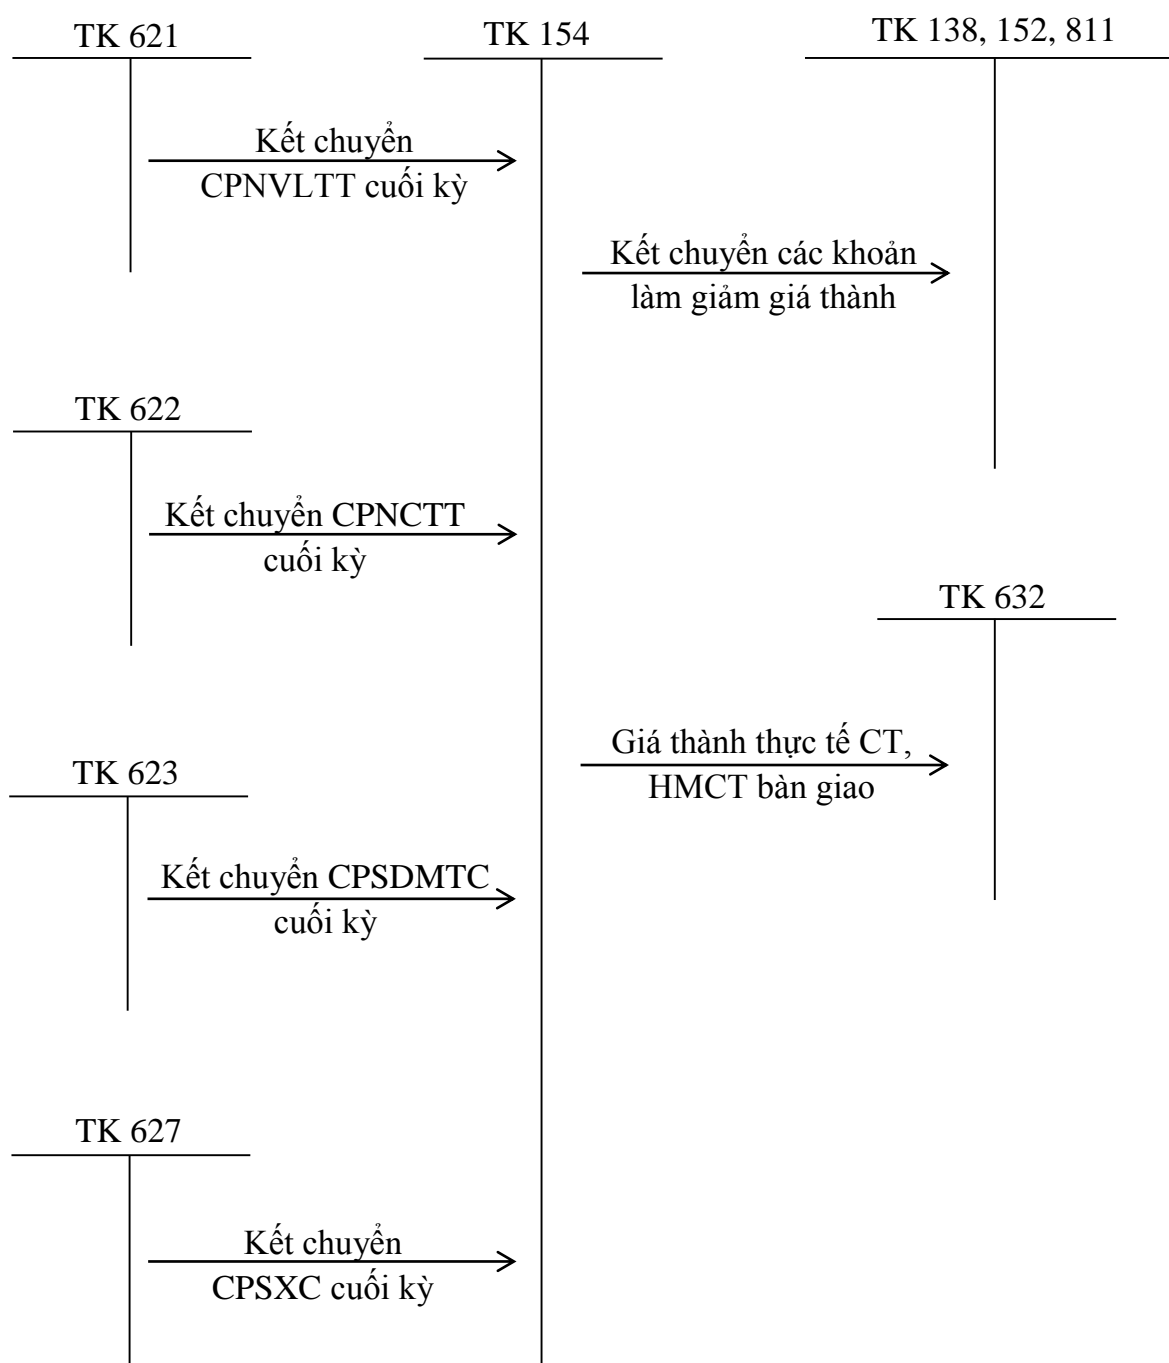 TK 621
TK 154
TK 138, 152, 811
Kết chuyển
CPNVLTT cuối kỳ
Kết chuyển các khoản
làm giảm giá thành
TK 622
Kết chuyển CPNCTT
cuối kỳ
TK 632
Giá thành thực tế CT,
HMCT bàn giao
TK 623
Kết chuyển CPSDMTC
cuối kỳ
TK 627
Kết chuyển
CPSXC cuối kỳ